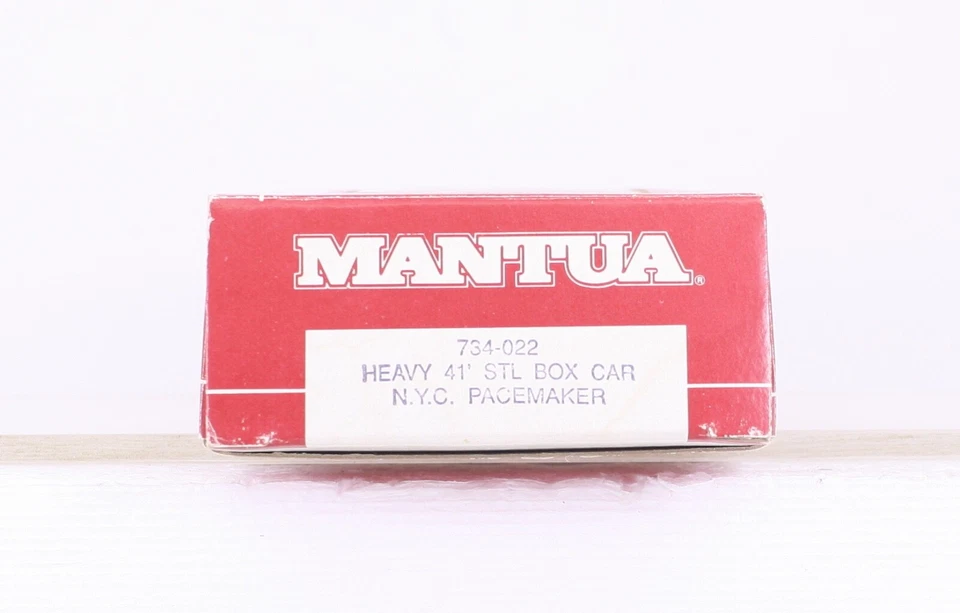 MANTUA®
734-022
HEAVY 41' STL BOX CAR
N.Y.C. PACEMAKER